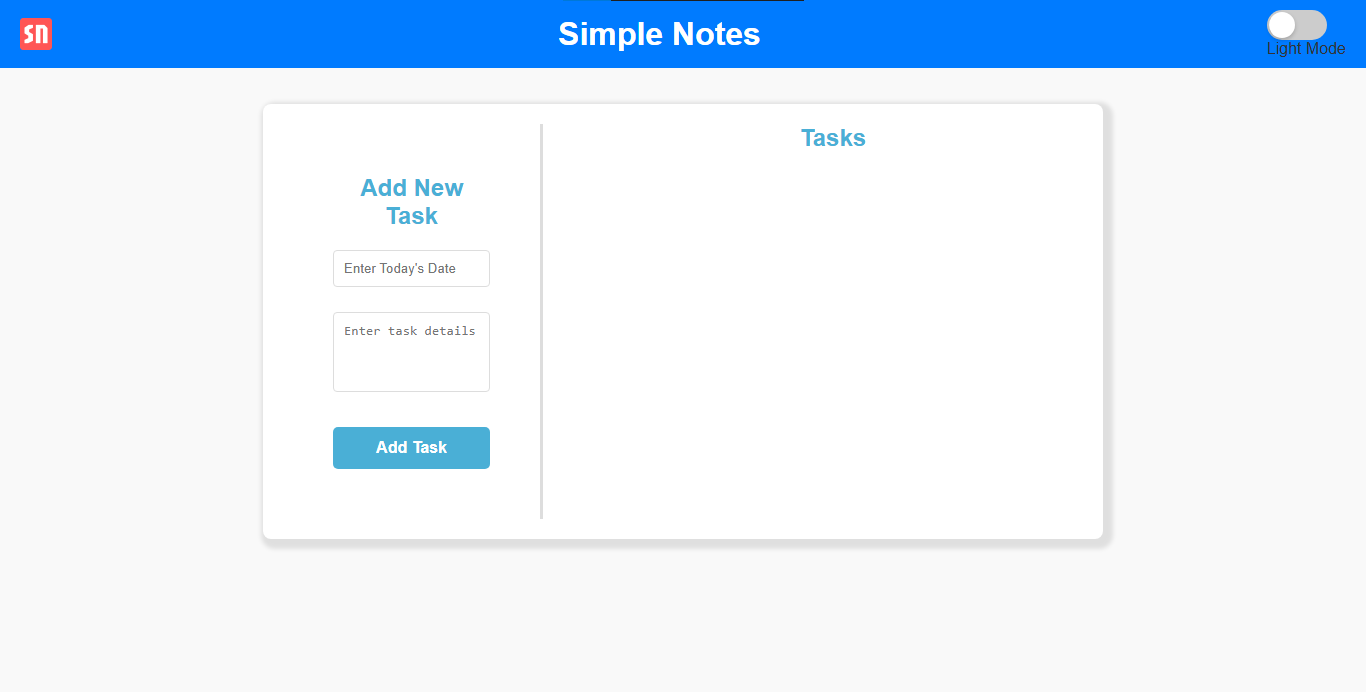 SN
Simple Notes
Light Mode
Add New
Task
Enter Today's Date
Enter task details
Add Task
Tasks